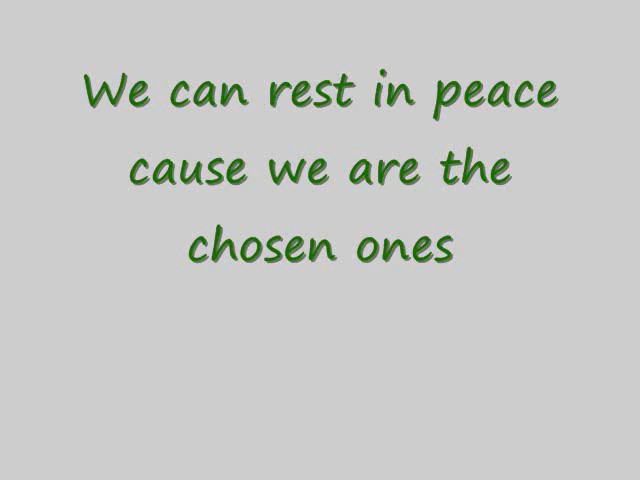 We can rest in peace
cause we are the
chosen ones